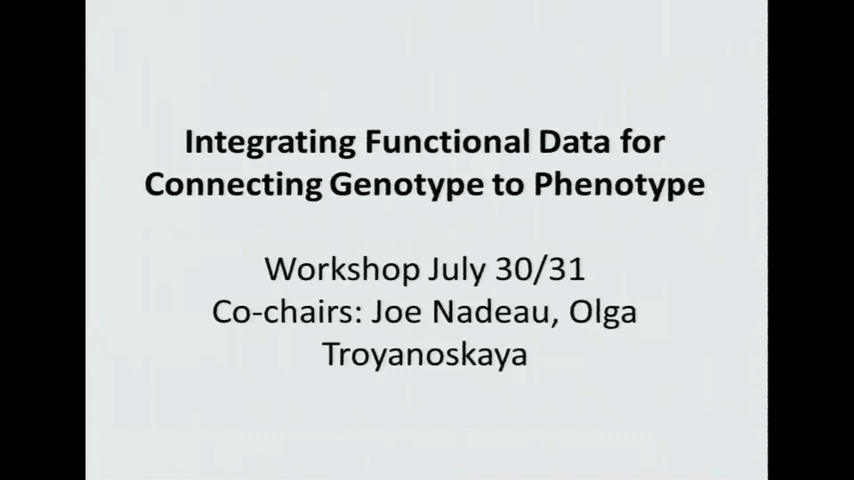 Integrating Functional Data for
Connecting Genotype to Phenotype
Workshop July 30/31
Co-chairs: Joe Nadeau, Olga
Troyanoskaya